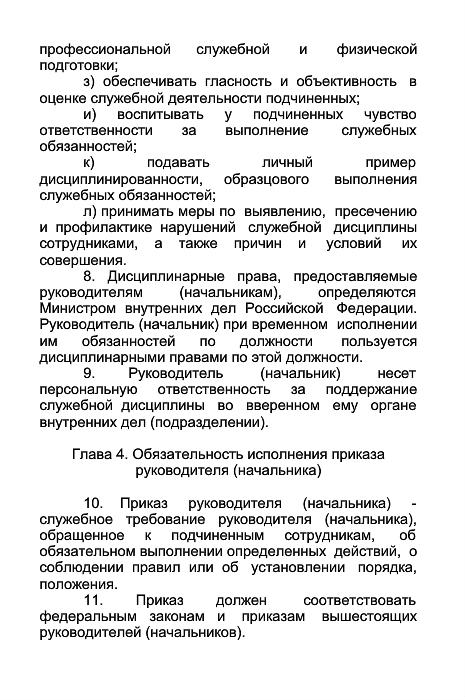 профессиональной служебной и физической
подготовки;
з) обеспечивать гласность и объективность в
оценке служебной деятельности подчиненных;
и) воспитывать у подчиненных чувство
ответственности за выполнение служебных
обязанностей;
к) подавать личный пример
дисциплинированности, образцового выполнения
служебных обязанностей;
л) принимать меры по выявлению, пресечению
и профилактике нарушений служебной дисциплины
сотрудниками, а также причин и условий их
совершения.
8. Дисциплинарные права, предоставляемые
руководителям (начальникам), определяются
Министром внутренних дел Российской Федерации.
Руководитель (начальник) при временном исполнении
им обязанностей по должности пользуется
дисциплинарными правами по этой должности.
9. Руководитель (начальник) несет
персональную ответственность за поддержание
служебной дисциплины во вверенном ему органе
внутренних дел (подразделении).
Глава 4. Обязательность исполнения приказа
руководителя (начальника)
10. Приказ руководителя (начальника) -
служебное требование руководителя (начальника),
обращенное к подчиненным сотрудникам, об
обязательном выполнении определенных действий, о
соблюдении правил или об установлении порядка,
положения.
11. Приказ должен соответствовать
федеральным законам и приказам вышестоящих
руководителей (начальников).